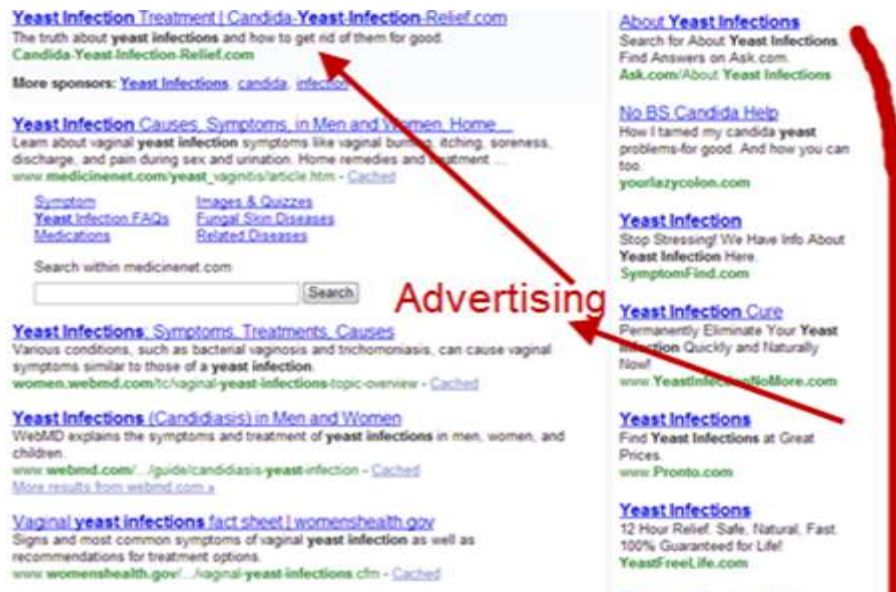 Yeast Infection Treatment | Candida-Yeast-Infection-Relief.com
The truth about yeast infections and how to get rid of them for good.
Candida-Yeast-Infection-Relief.com
More sponsors: Yeast Infections, candida, infection
Yeast Infection Causes, Symptoms, in Men and Women, Home ...
Learn about vaginal yeast infection symptoms like vaginal burning, itching, soreness,
discharge, and pain during sex and urination. Home remedies and treatment ...
www.medicinenet.com/yeast_vaginitis/article.htm - Cached
Symptom Images & Quizzes
Yeast Infection FAQs Fungal Skin Diseases
Medications Related Diseases
Search within medicinenet.com
Search
Advertising
Yeast Infections: Symptoms, Treatments, Causes
Various conditions, such as bacterial vaginosis and trichomoniasis, can cause vaginal
symptoms similar to those of a yeast infection.
women.webmd.com/tc/vaginal-yeast-infections-topic-overview - Cached
Yeast Infections (Candidiasis) in Men and Women
WebMD explains the symptoms and treatment of yeast infections in men, women, and
children.
www.webmd.com/.../guide/candidiasis-yeast-infection - Cached
More results from webmd.com »
Vaginal yeast infections fact sheet | womenshealth.gov
Signs and most common symptoms of vaginal yeast infection as well as
recommendations for treatment options.
www.womenshealth.gov/.../vaginal-yeast-infections.cfm - Cached
About Yeast Infections
Search for About Yeast Infections.
Find Answers on Ask.com.
Ask.com/About Yeast Infections
No BS Candida Help
How I tamed my candida yeast
problems-for good. And how you can
too.
yourlazycolon.com
Yeast Infection
Stop Stressing! We Have Info About
Yeast Infection Here.
SymptomFind.com
Yeast Infection Cure
Permanently Eliminate Your Yeast
Infection Quickly and Naturally
Now!
www.YeastInfectionNoMore.com
Yeast Infections
Find Yeast Infections at Great
Prices.
www.Pronto.com
Yeast Infections
12 Hour Relief. Safe, Natural, Fast.
100% Guaranteed for Life!
YeastFreeLife.com